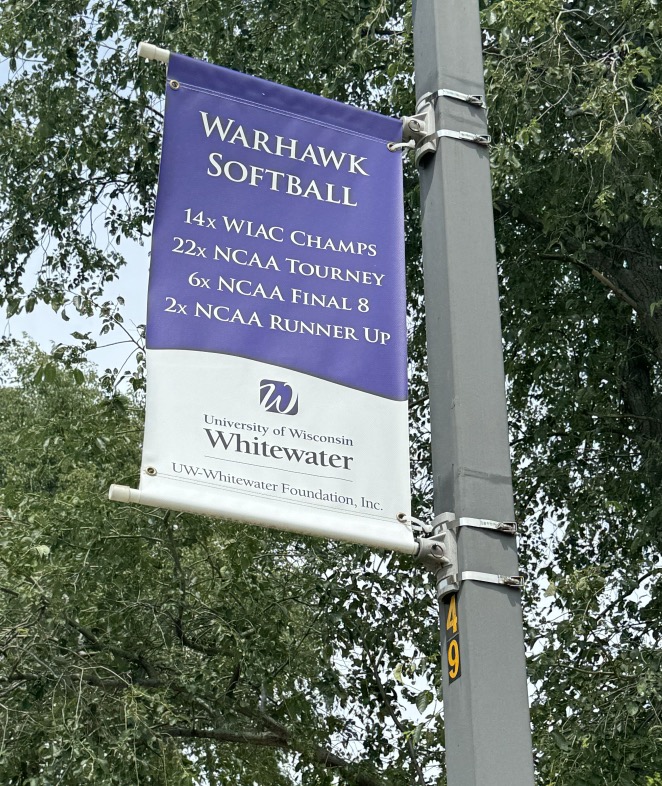 WARHAWK
SOFTBALL
14x WIAC CHAMPS
22x NCAA TOURNEY
6x NCAA FINAL 8
2x NCAA RUNNER UP
W
University of Wisconsin
Whitewater
UW-Whitewater Foundation, Inc.
4
9